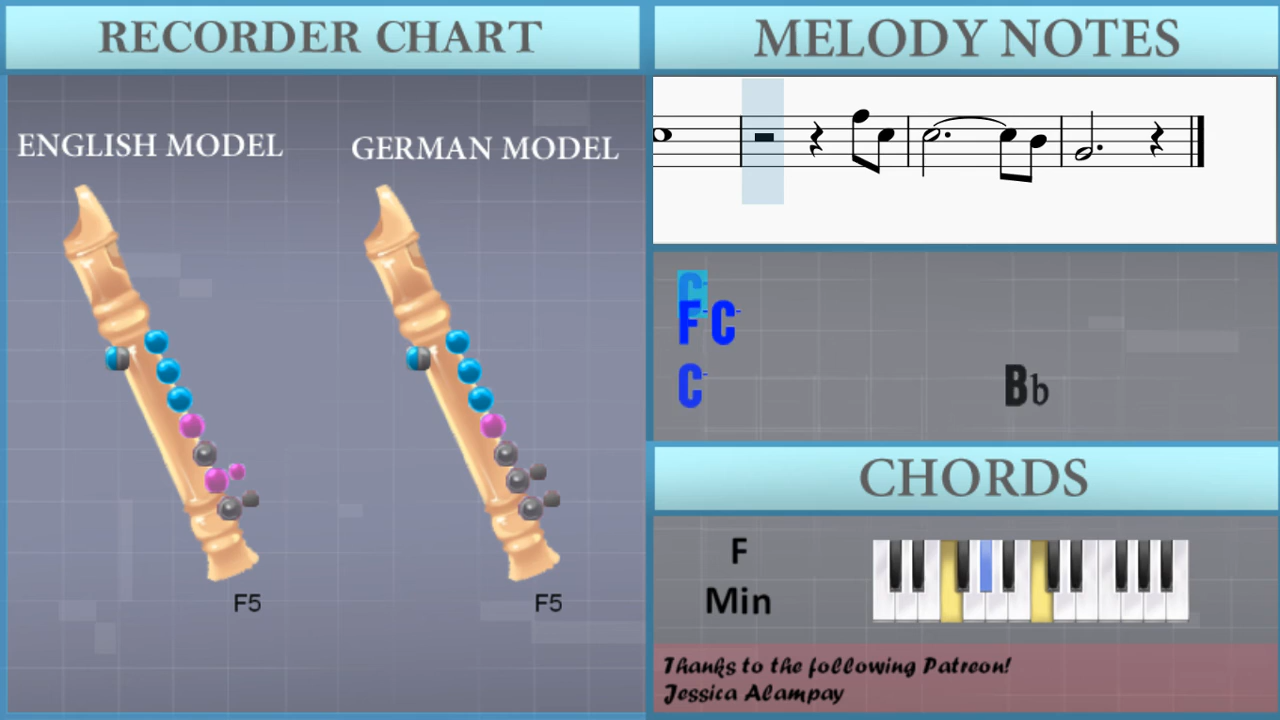 RECORDER CHART
ENGLISH MODEL
GERMAN MODEL
F5
F5
MELODY NOTES
C-
F C-
C-
Bb
CHORDS
F
Min
Thanks to the following Patreon!
Jessica Alampay